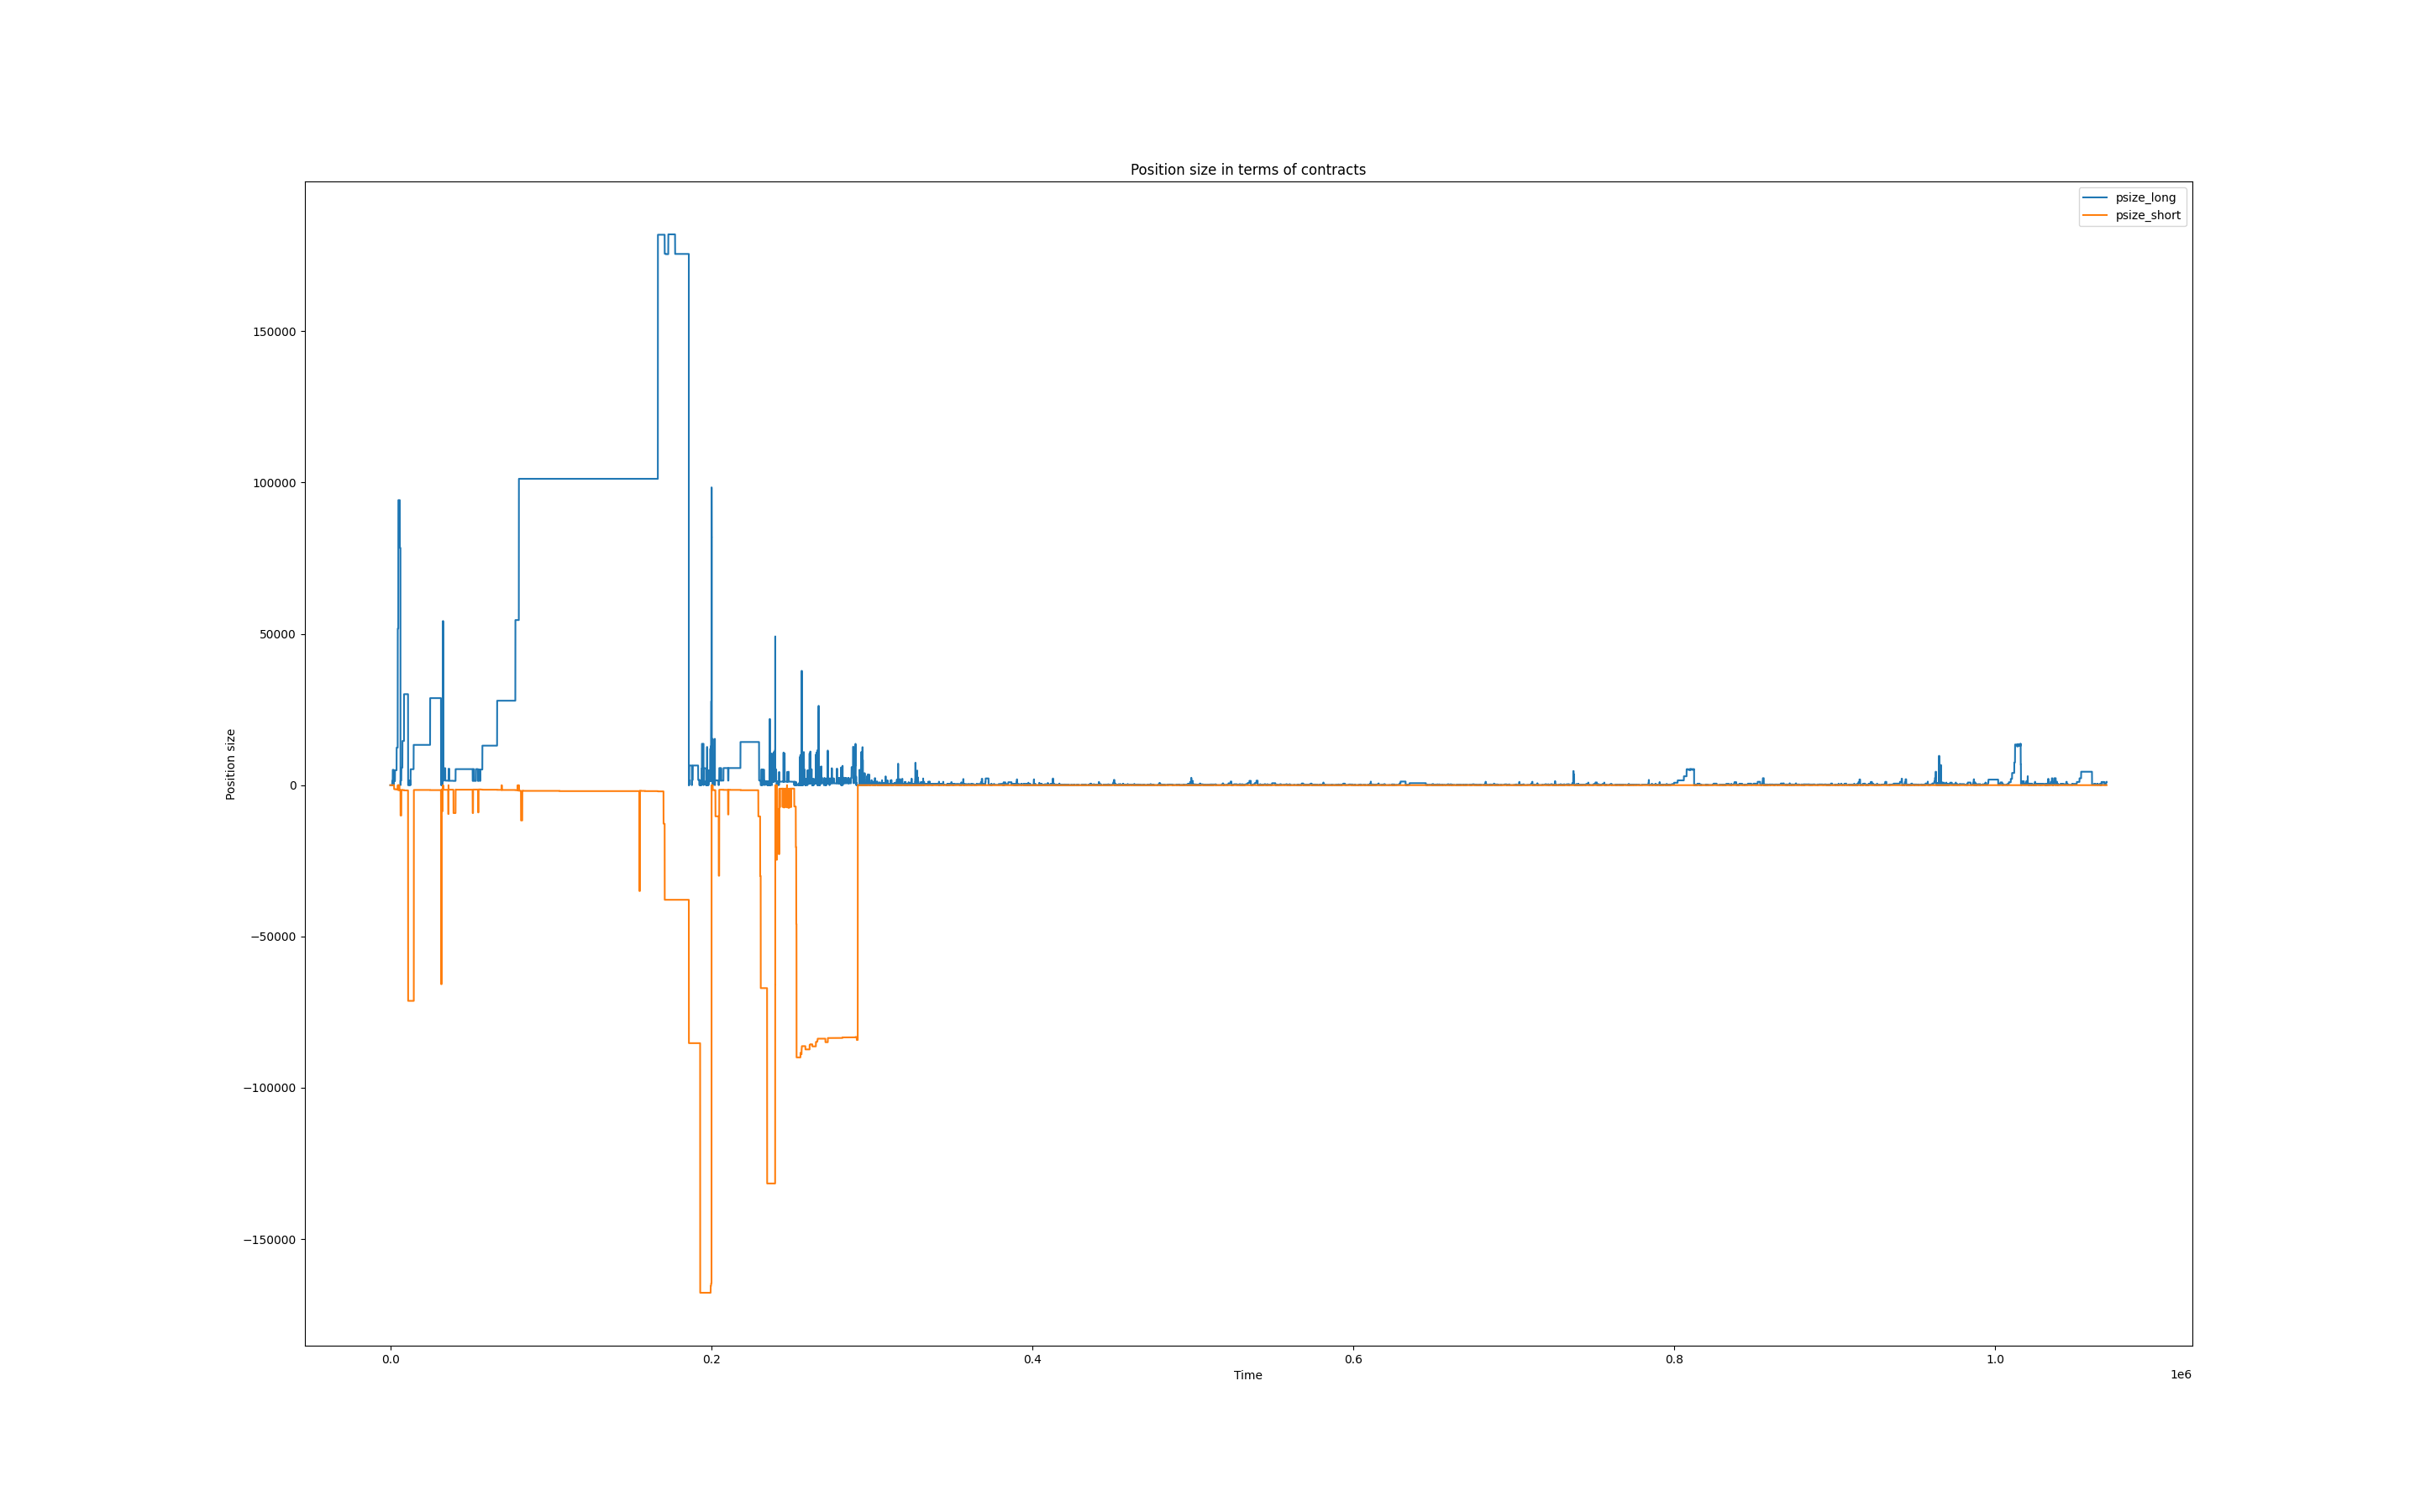 Position size in terms of contracts
psize_long
psize_short
150000
100000
50000
0
−50000
−100000
−150000
Position size
0.0
0.2
0.4
0.6
0.8
1.0
1e6
Time